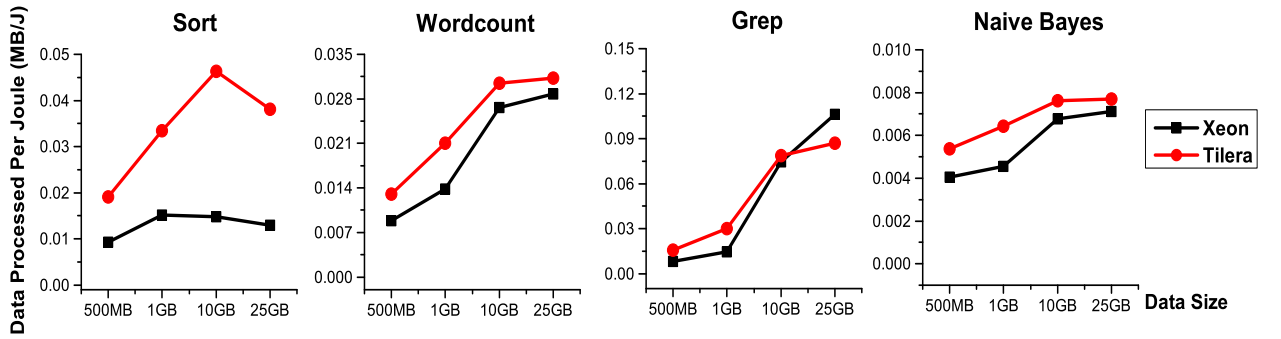 Data Processed Per Joule (MB/J)
Sort
0.05
0.04
0.03
0.02
0.01
0.00
500MB 1GB 10GB 25GB
Wordcount
0.035
0.028
0.021
0.014
0.007
0.000
500MB 1GB 10GB 25GB
Grep
0.15
0.12
0.09
0.06
0.03
0.00
500MB 1GB 10GB 25GB
Naive Bayes
0.010
0.008
0.006
0.004
0.002
0.000
500MB 1GB 10GB 25GB
Data Size
Xeon
Tilera